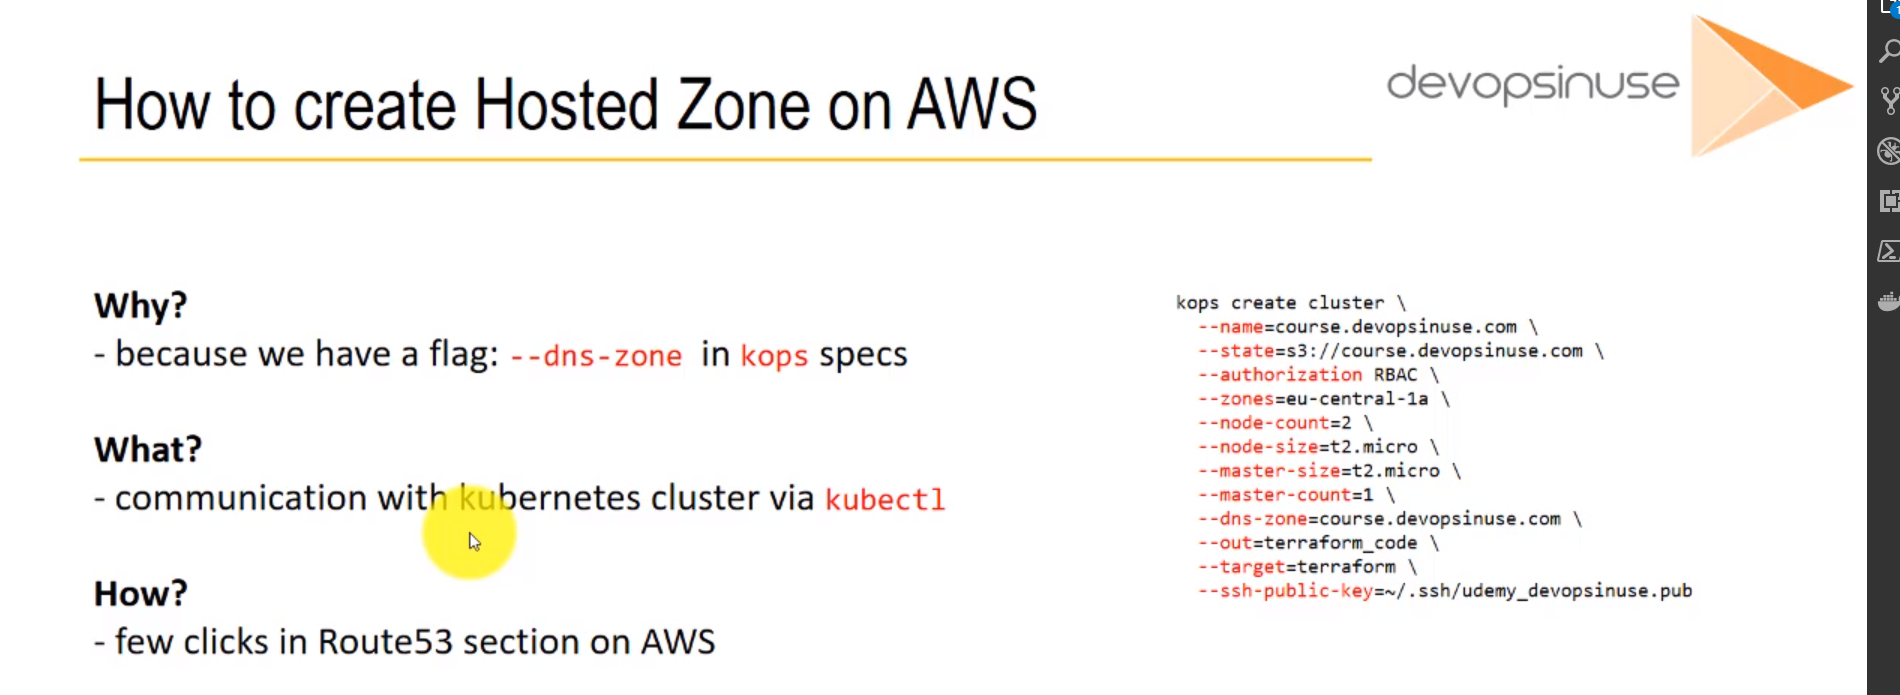 How to create Hosted Zone on AWS
devopsinuse
Why?
- because we have a flag: --dns-zone in kops specs
What?
- communication with kubernetes cluster via kubectl
How?
- few clicks in Route53 section on AWS
kops create cluster \
--name=course.devopsinuse.com \
--state=s3://course.devopsinuse.com \
--authorization RBAC \
--zones=eu-central-1a \
--node-count=2 \
--node-size=t2.micro \
--master-size=t2.micro \
--master-count=1 \
--dns-zone=course.devopsinuse.com \
--out=terraform_code \
--target=terraform \
--ssh-public-key=~/.ssh/udemy_devopsinuse.pub